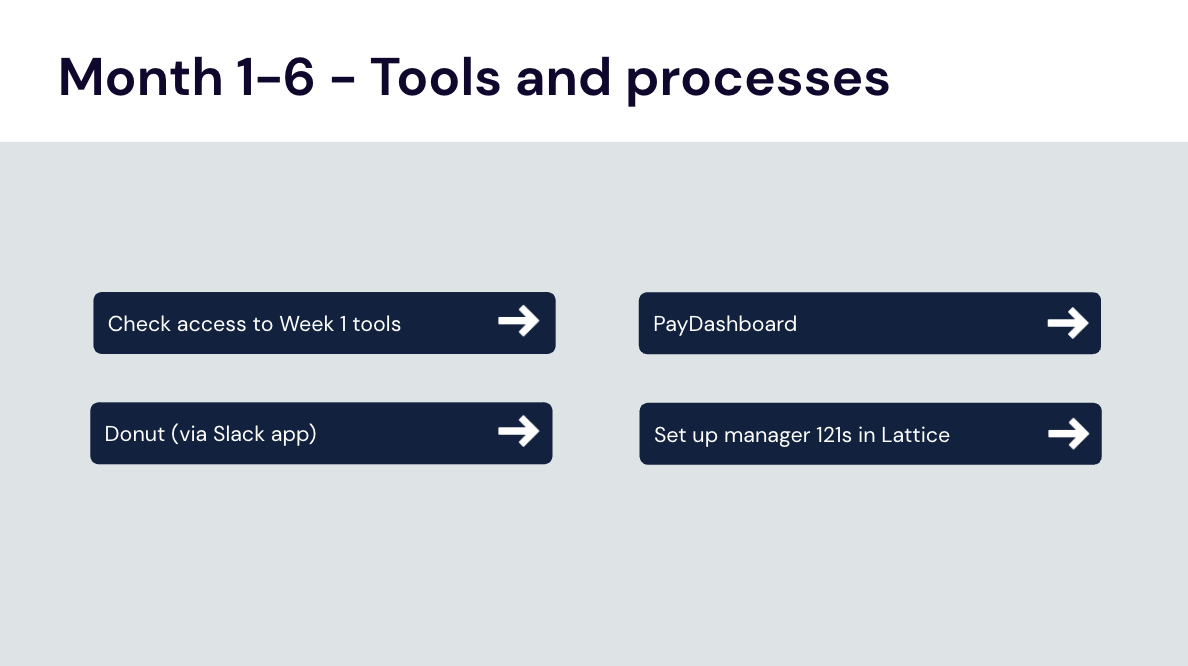 Month 1-6 - Tools and processes
Check access to Week 1 tools
PayDashboard
Donut (via Slack app)
Set up manager 121s in Lattice